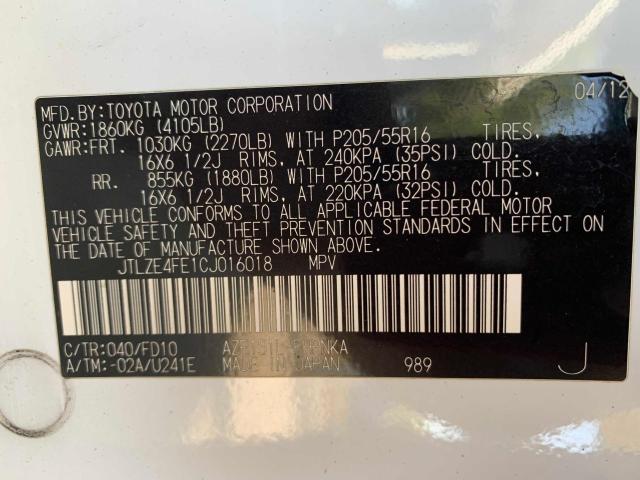 04/12
MFD. BY: TOYOTA MOTOR CORPORATION
GVWR: 1860KG (4105LB)
GAWR: FRT. 1030KG (2270LB) WITH P205/55R16 TIRES,
16X6 1/2J RIMS, AT 240KPA (35PSI) COLD.
RR. 855KG (1880LB) WITH P205/55R16 TIRES,
16X6 1/2J RIMS, AT 220KPA (32PSI) COLD.
THIS VEHICLE CONFORMS TO ALL APPLICABLE FEDERAL MOTOR
VEHICLE SAFETY AND THEFT PREVENTION STANDARDS IN EFFECT ON
THE DATE OF MANUFACTURE SHOWN ABOVE.
JTLZE4FE1CJ016018 MPV
C/TR: 040/FD10
A/TM: -02A/U241E MADE IN JAPAN 989 J